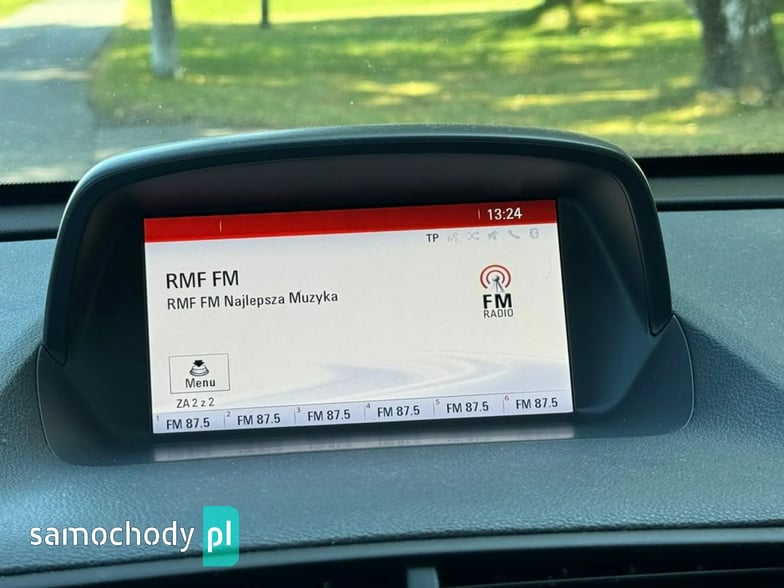 13:24
TP
RMF FM
RMF FM Najlepsza Muzyka
FM
RADIO
Menu
ZA 2 z 2
1 FM 87.5 2 FM 87.5 3 FM 87.5 4 FM 87.5 5 FM 87.5 6 FM 87.5
samochody pl